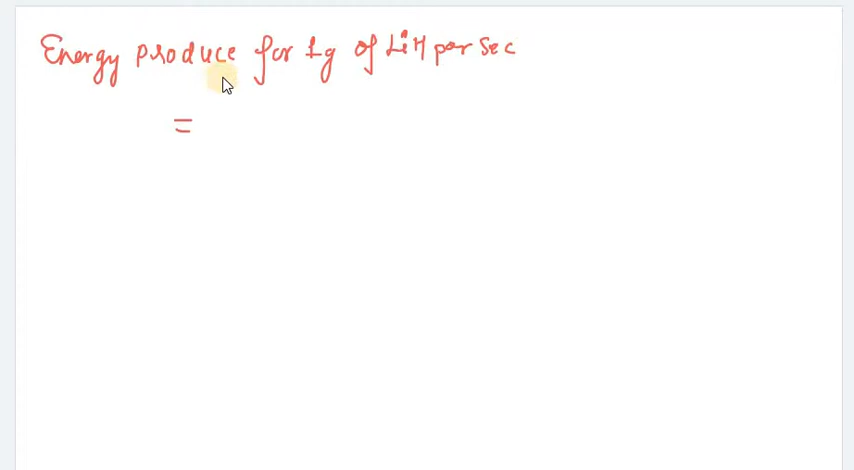 Energy produce for 1g of LiH per sec
=